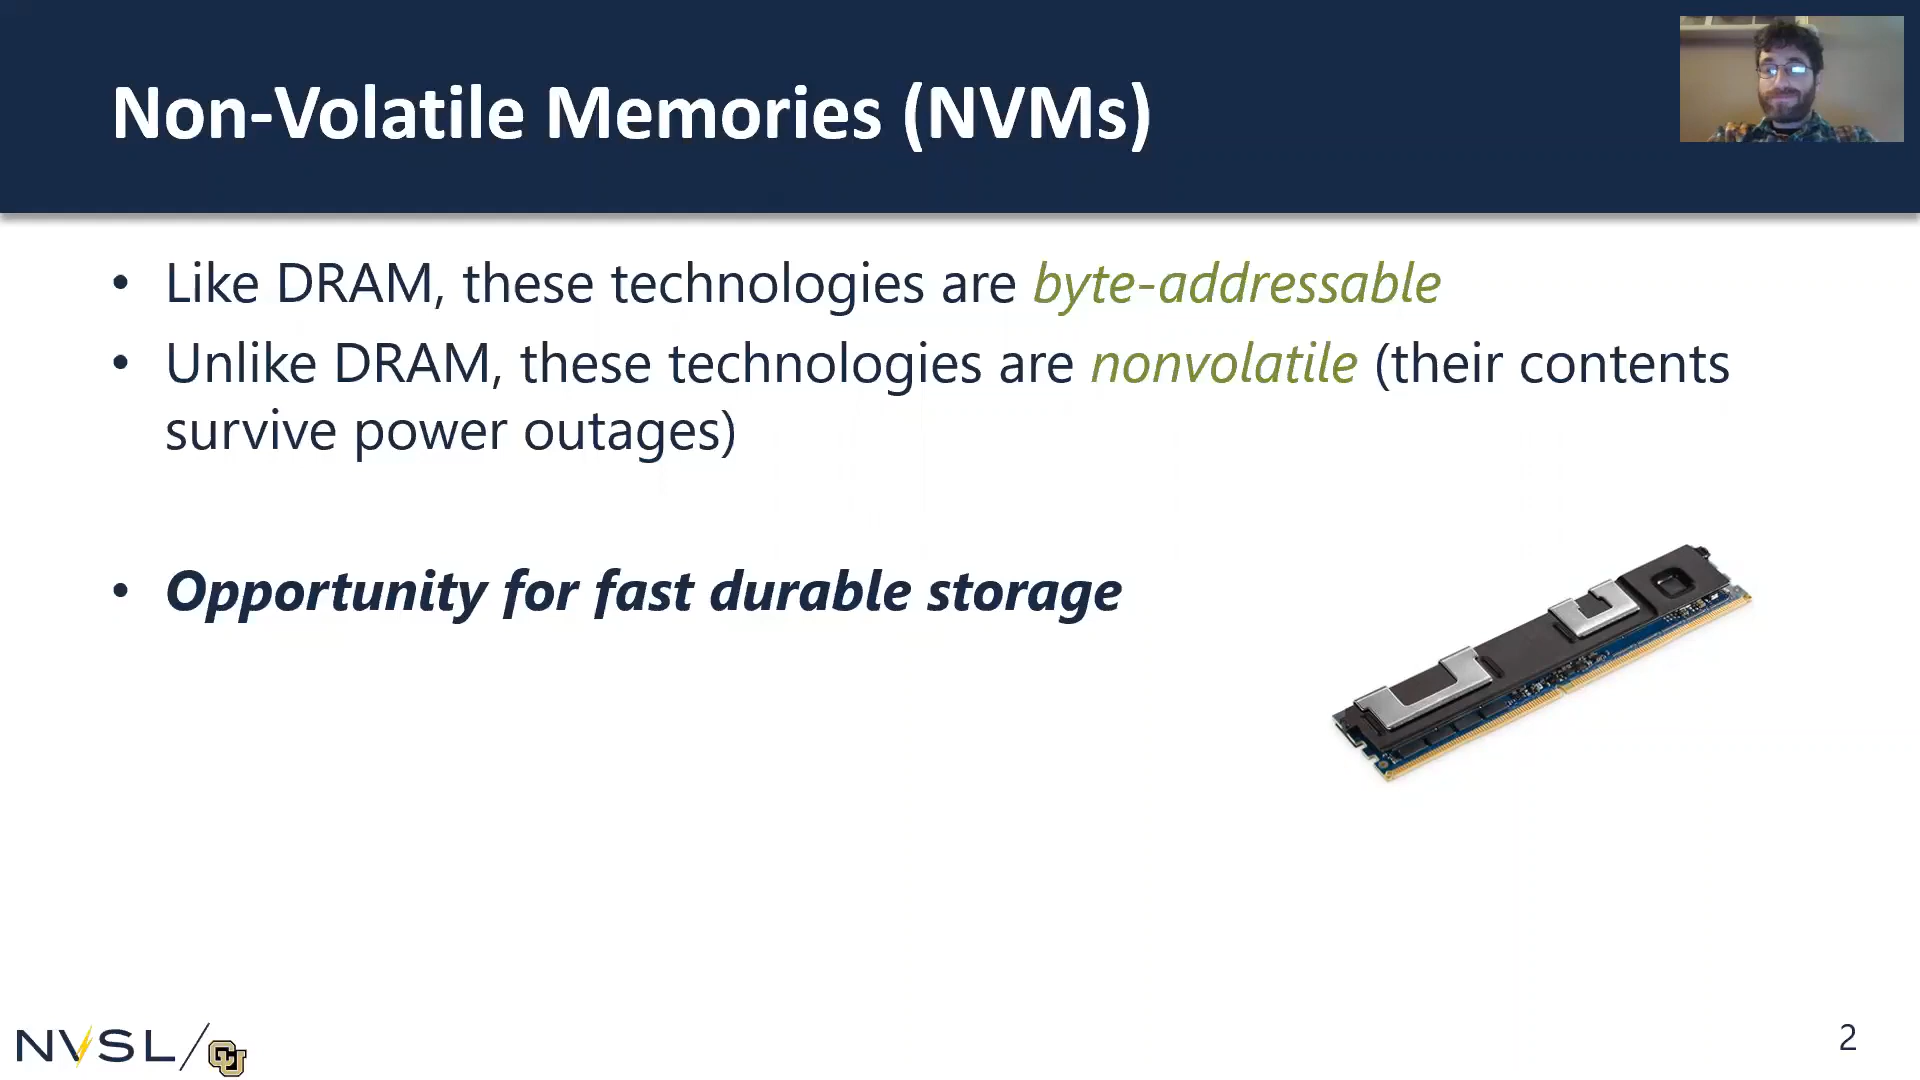 Non-Volatile Memories (NVMs)
• Like DRAM, these technologies are byte-addressable
• Unlike DRAM, these technologies are nonvolatile (their contents
survive power outages)
• Opportunity for fast durable storage
NVSL/CU
2